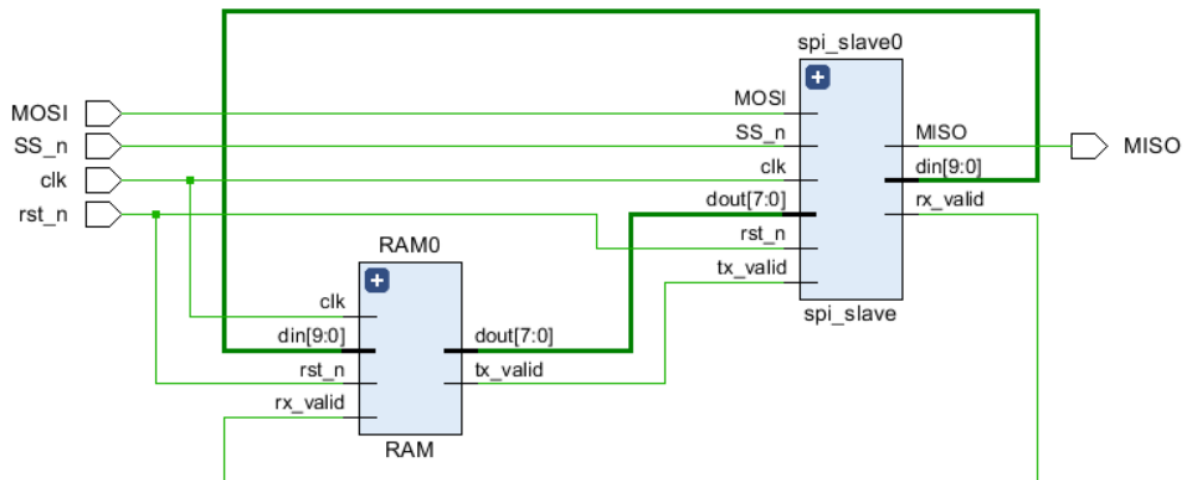 spi_slave0
MOSI
MOSI
SS_n
SS_n
MISO
MISO
clk
clk
din[9:0]
dout[7:0]
rx_valid
rst_n
rst_n
tx_valid
spi_slave
RAM0
clk
din[9:0]
dout[7:0]
rst_n
tx_valid
rx_valid
RAM